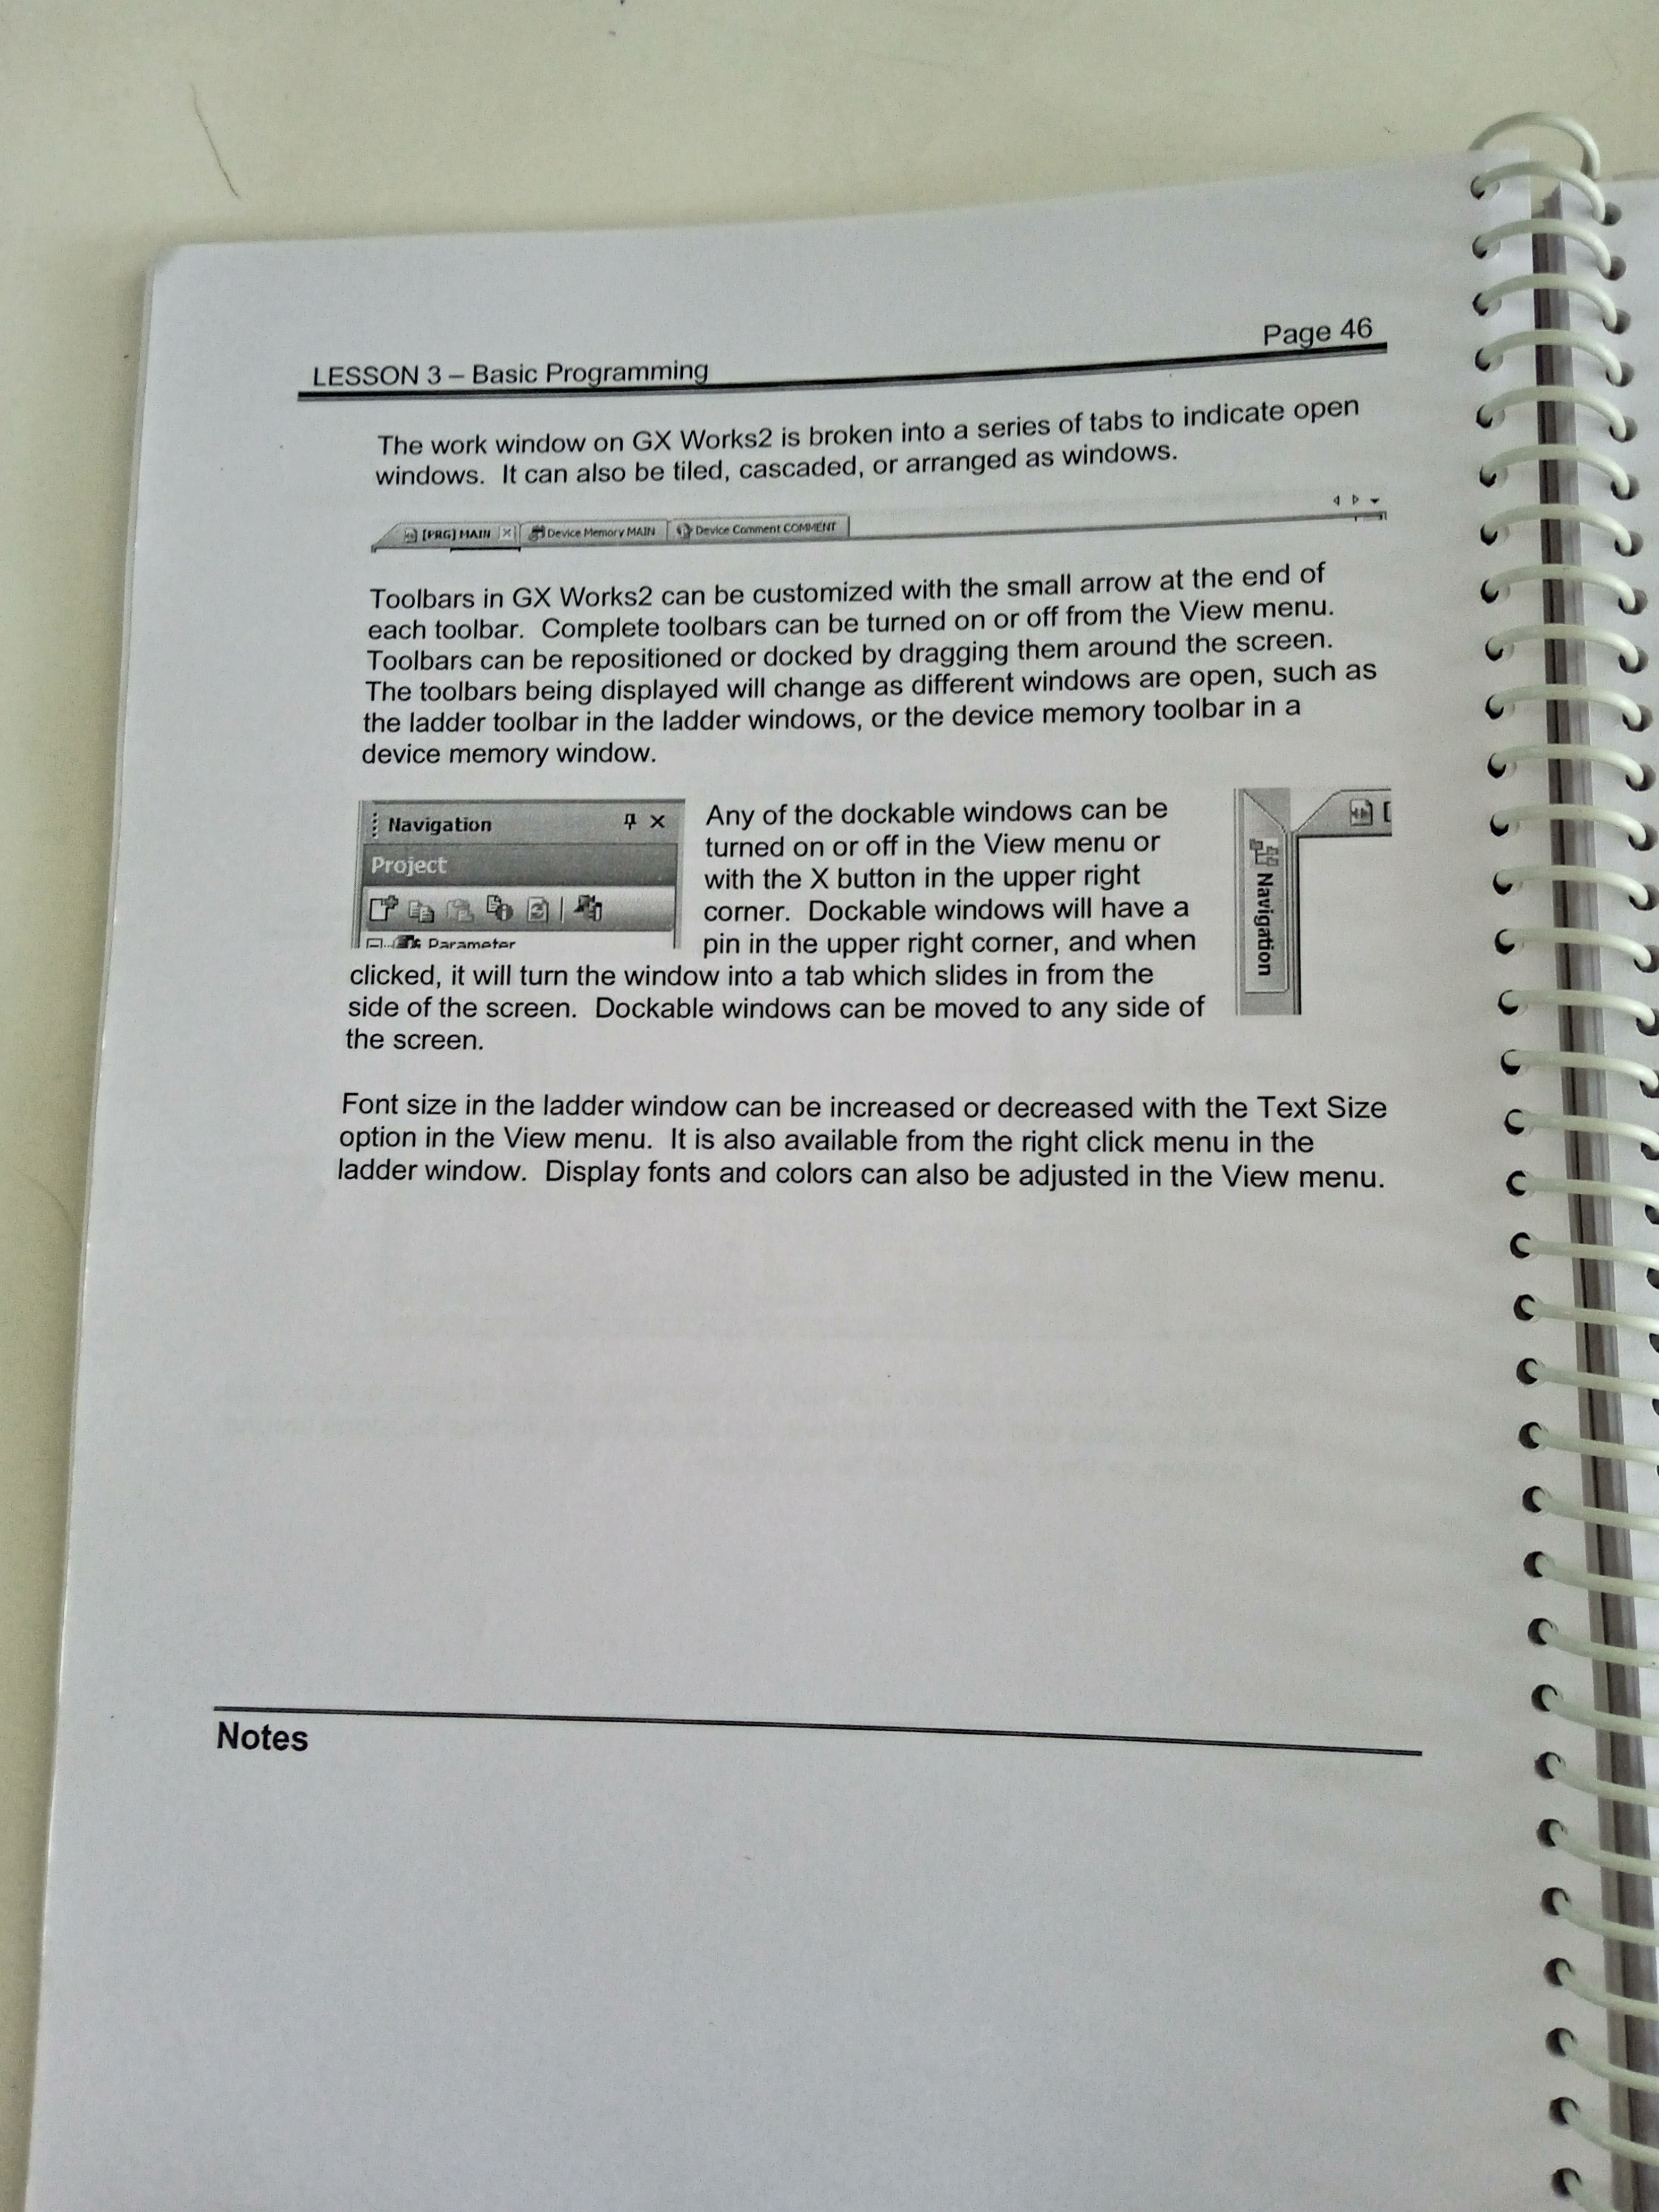 Page 46
LESSON 3 – Basic Programming
The work window on GX Works2 is broken into a series of tabs to indicate open
windows.  It can also be tiled, cascaded, or arranged as windows.
[PRG] MAIN Device Memory MAIN Device Comment COMMENT
Toolbars in GX Works2 can be customized with the small arrow at the end of
each toolbar.  Complete toolbars can be turned on or off from the View menu.
Toolbars can be repositioned or docked by dragging them around the screen.
The toolbars being displayed will change as different windows are open, such as
the ladder toolbar in the ladder windows, or the device memory toolbar in a
device memory window.
Navigation
Project
Parameter
Any of the dockable windows can be
turned on or off in the View menu or
with the X button in the upper right
corner.  Dockable windows will have a
pin in the upper right corner, and when
clicked, it will turn the window into a tab which slides in from the
side of the screen.  Dockable windows can be moved to any side of
the screen.
Navigation
Font size in the ladder window can be increased or decreased with the Text Size
option in the View menu.  It is also available from the right click menu in the
ladder window.  Display fonts and colors can also be adjusted in the View menu.
Notes